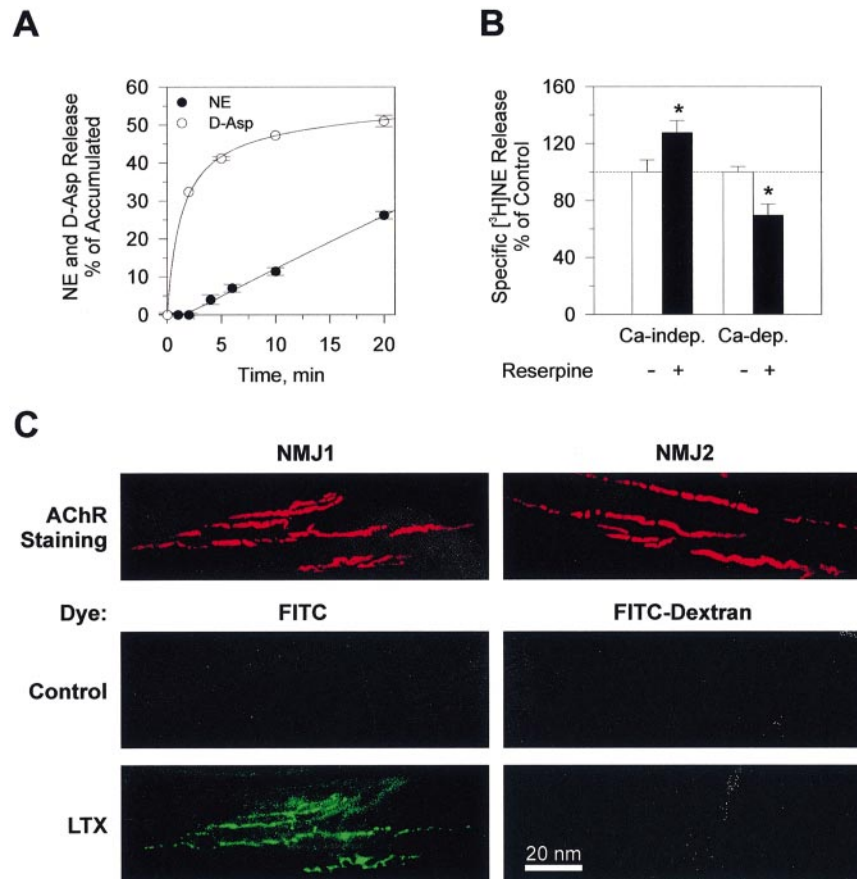 A
NE and D-Asp Release
% of Accumulated
60
50
40
30
20
10
0
NE
D-Asp
0 5 10 15 20
Time, min
B
Specific [³H]NE Release
% of Control
160
120
80
40
0
*
*
Ca-indep. Ca-dep.
Reserpine - + - +
C
NMJ1 NMJ2
AChR
Staining
Dye: FITC FITC-Dextran
Control
LTX
20 nm